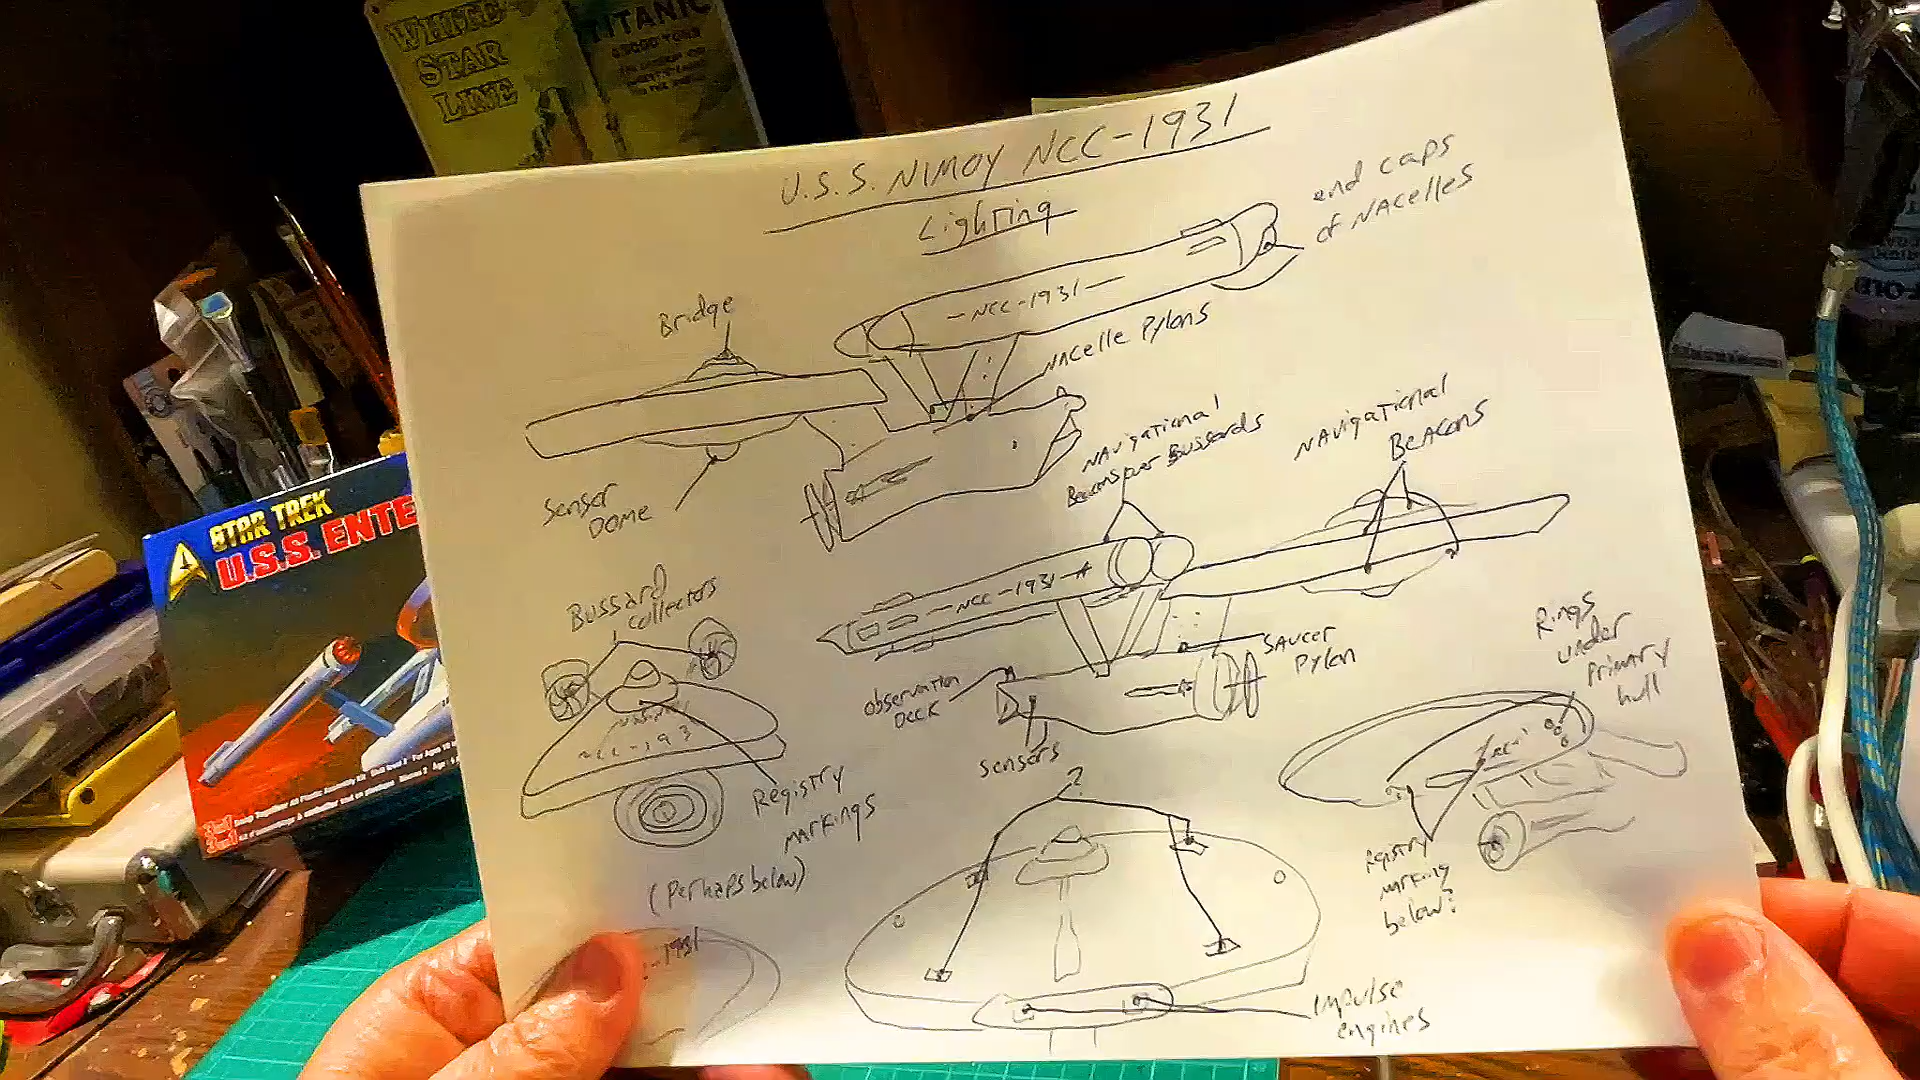 WHITE
STAR
LINE
TITANIC
U.S.S. NIMOY NCC-1931
Lighting
end caps
of NAcelles
Bridge
-NCC-1931-
NAcelle Pylons
Sensor
DOME
NAvigational
Beacons over Bussards
NAvigational
BeAcons
STAR TREK
U.S.S. ENTE
Bussard
collectors
-NCC-1931-A
SAUCER
Pylon
observation
Deck
Sensors
?
Rings
under
Primary
hull
NCC-193
Registry
mArkings
(Perhaps below)
-1931
Registry
mArking
below?
Impulse
engines